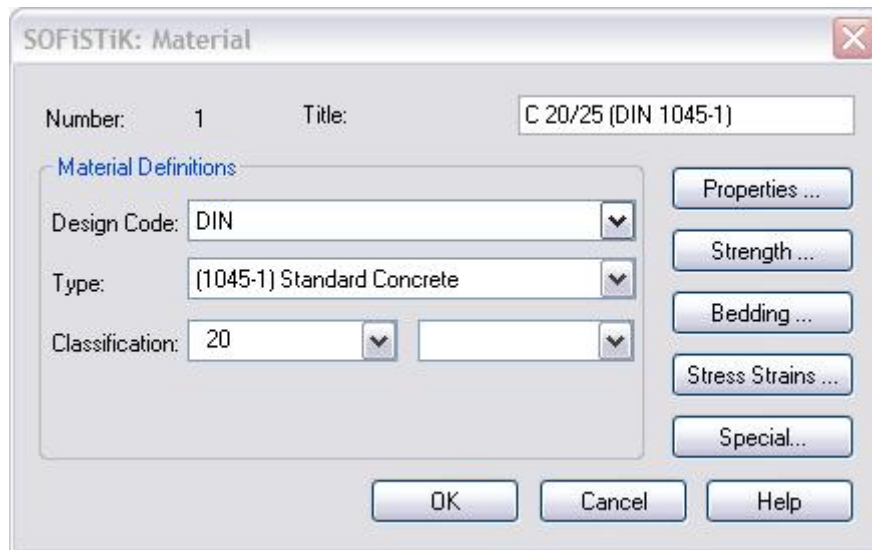 SOFiSTiK: Material
Number: 1 Title: C 20/25 (DIN 1045-1)
Material Definitions
Properties ...
Design Code: DIN
Strength ...
Type: (1045-1) Standard Concrete
Bedding ...
Classification: 20
Stress Strains ...
Special...
OK Cancel Help